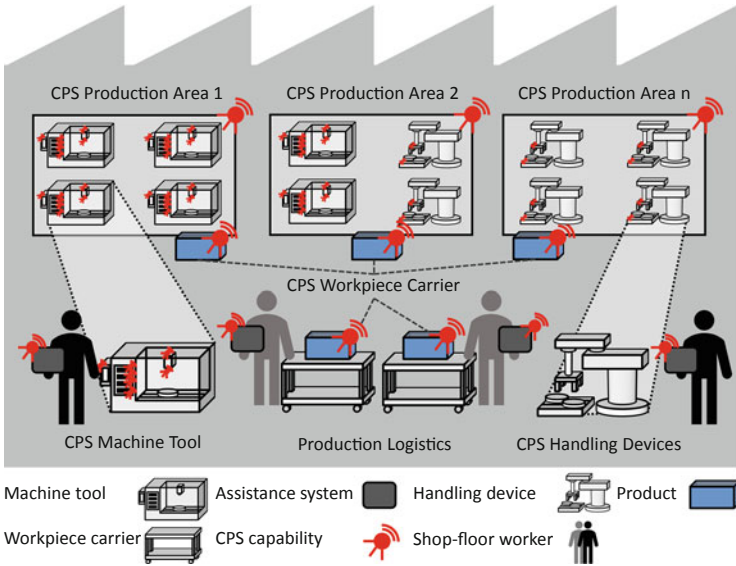 CPS Production Area 1 CPS Production Area 2 CPS Production Area n
CPS Workpiece Carrier
CPS Machine Tool Production Logistics CPS Handling Devices
Machine tool Assistance system Handling device Product
Workpiece carrier CPS capability Shop-floor worker